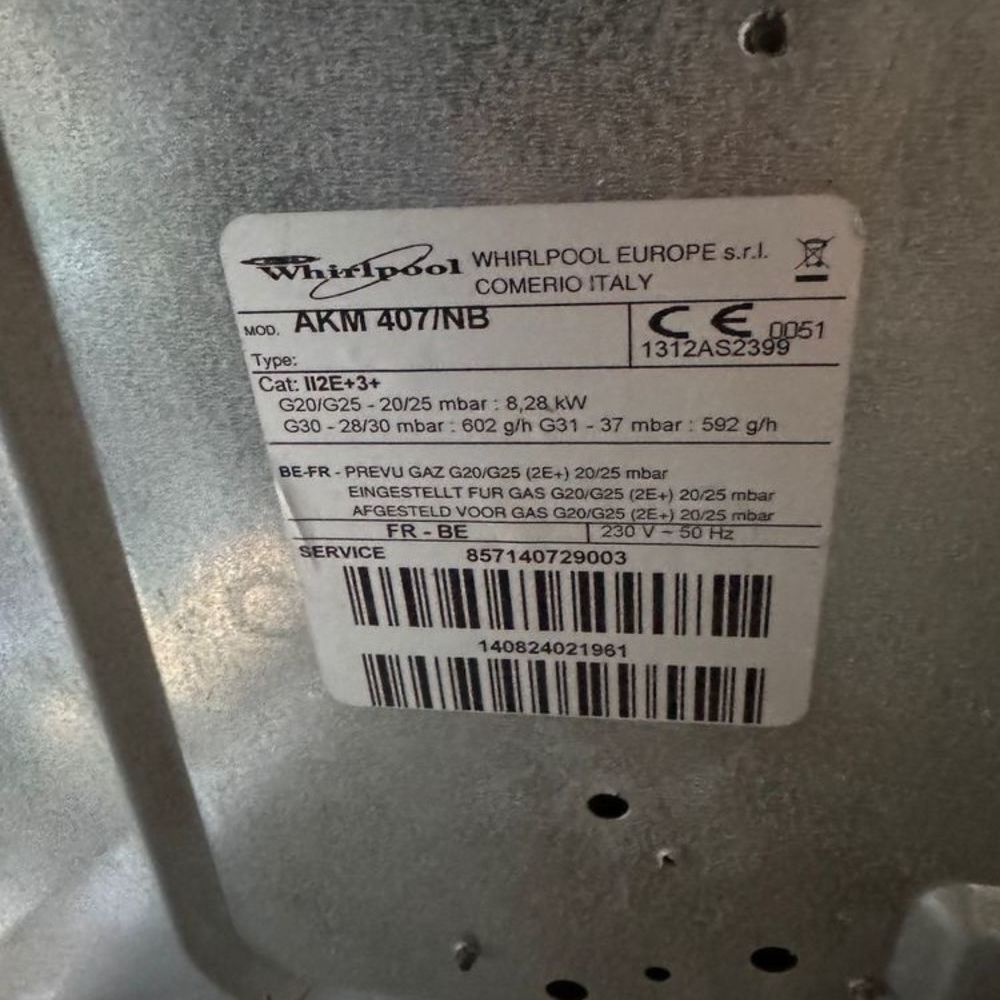 Whirlpool WHIRLPOOL EUROPE s.r.l.
COMERIO ITALY
MOD. AKM 407/NB
CE 0051
1312AS2399
Type:
Cat: II2E+3+
G20/G25 - 20/25 mbar : 8,28 kW
G30 - 28/30 mbar : 602 g/h G31 - 37 mbar : 592 g/h
BE-FR - PREVU GAZ G20/G25 (2E+) 20/25 mbar
EINGESTELLT FUR GAS G20/G25 (2E+) 20/25 mbar
AFGESTELD VOOR GAS G20/G25 (2E+) 20/25 mbar
FR - BE 230 V ~ 50 Hz
SERVICE 857140729003
140824021961